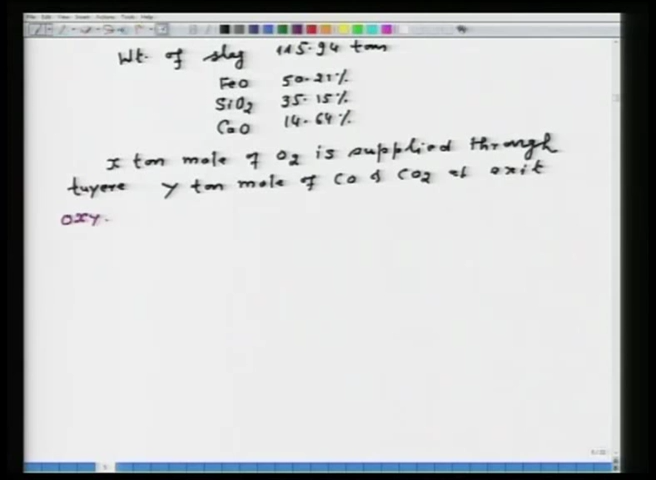 Wt. of slag 115.94 ton
FeO 50.21%
SiO2 35.15%
CaO 14.64%
x ton mole of O2 is supplied through
tuyere Y ton mole of CO & CO2 at exit
oxy.